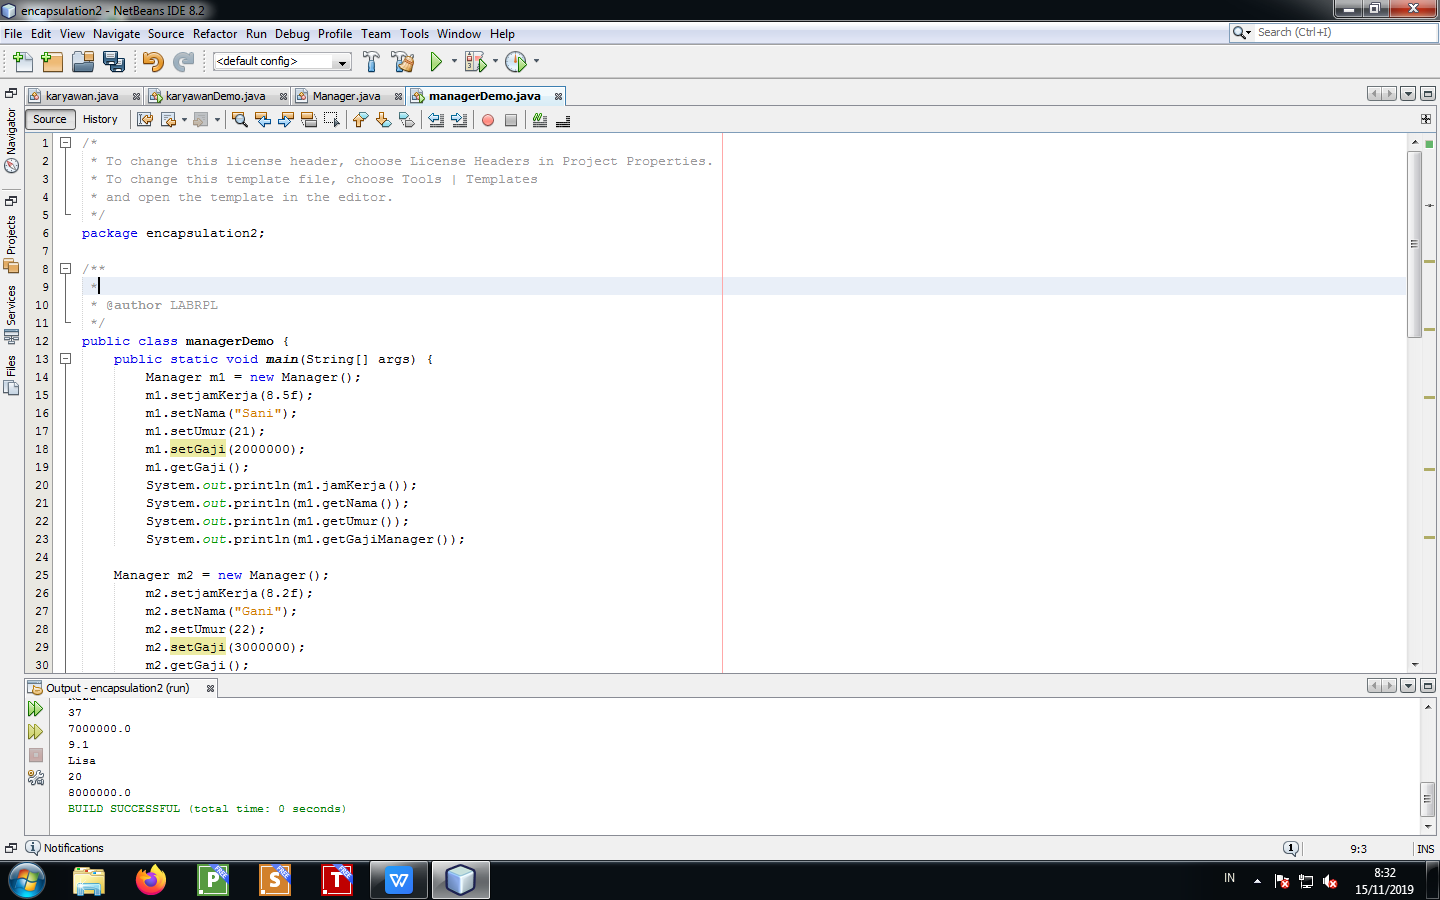 encapsulation2 - NetBeans IDE 8.2
File Edit View Navigate Source Refactor Run Debug Profile Team Tools Window Help
Search (Ctrl+I)
<default config>
karyawan.java
karyawanDemo.java
Manager.java
managerDemo.java
Source History
Navigator
Projects
Services
Files
1 /*
2 * To change this license header, choose License Headers in Project Properties.
3 * To change this template file, choose Tools | Templates
4 * and open the template in the editor.
5 */
6 package encapsulation2;
7
8 /**
9 *
10 * @author LABRPL
11 */
12 public class managerDemo {
13 public static void main(String[] args) {
14 Manager m1 = new Manager();
15 m1.setjamKerja(8.5f);
16 m1.setNama("Sani");
17 m1.setUmur(21);
18 m1.setGaji(2000000);
19 m1.getGaji();
20 System.out.println(m1.jamKerja());
21 System.out.println(m1.getNama());
22 System.out.println(m1.getUmur());
23 System.out.println(m1.getGajiManager());
24
25 Manager m2 = new Manager();
26 m2.setjamKerja(8.2f);
27 m2.setNama("Gani");
28 m2.setUmur(22);
29 m2.setGaji(3000000);
30 m2.getGaji();
Output - encapsulation2 (run)
37
7000000.0
9.1
Lisa
20
8000000.0
BUILD SUCCESSFUL (total time: 0 seconds)
Notifications
1
9:3
INS
P FREE
S FREE
T FREE
W
IN
8:32
15/11/2019